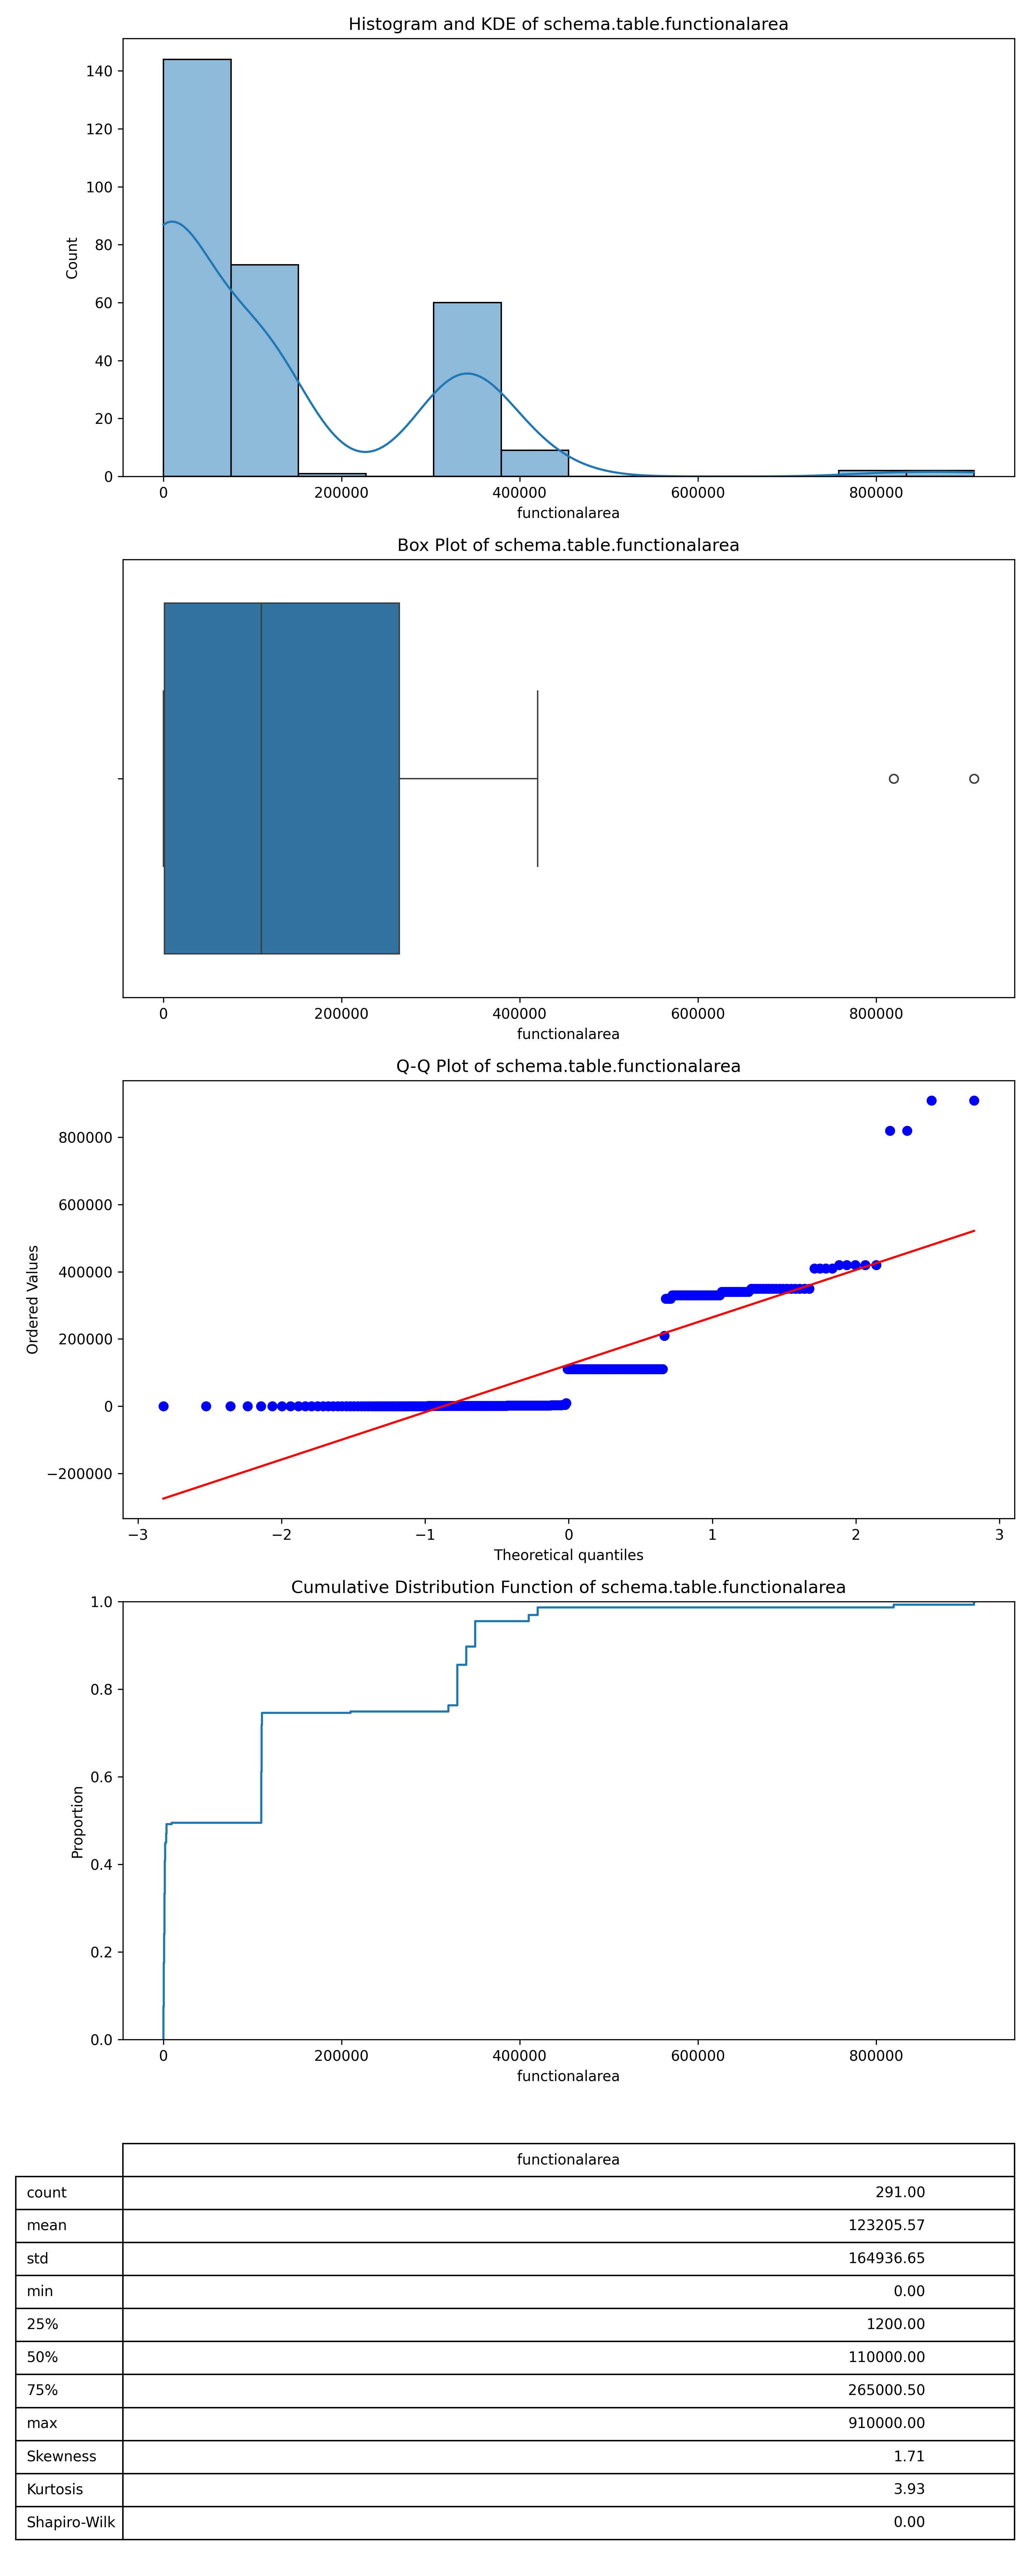 Histogram and KDE of schema.table.functionalarea
140
120
100
80
60
40
20
0
Count
0 200000 400000 600000 800000
functionalarea
Box Plot of schema.table.functionalarea
0 200000 400000 600000 800000
functionalarea
Q-Q Plot of schema.table.functionalarea
800000
600000
400000
200000
0
−200000
Ordered Values
−3 −2 −1 0 1 2 3
Theoretical quantiles
Cumulative Distribution Function of schema.table.functionalarea
1.0
0.8
0.6
0.4
0.2
0.0
Proportion
0 200000 400000 600000 800000
functionalarea
functionalarea
count 291.00
mean 123205.57
std 164936.65
min 0.00
25% 1200.00
50% 110000.00
75% 265000.50
max 910000.00
Skewness 1.71
Kurtosis 3.93
Shapiro-Wilk 0.00